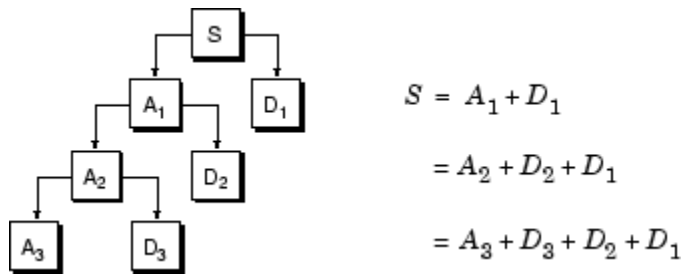 S
A₁ D₁
S = A₁ + D₁
A₂ D₂
= A₂ + D₂ + D₁
A₃ D₃
= A₃ + D₃ + D₂ + D₁